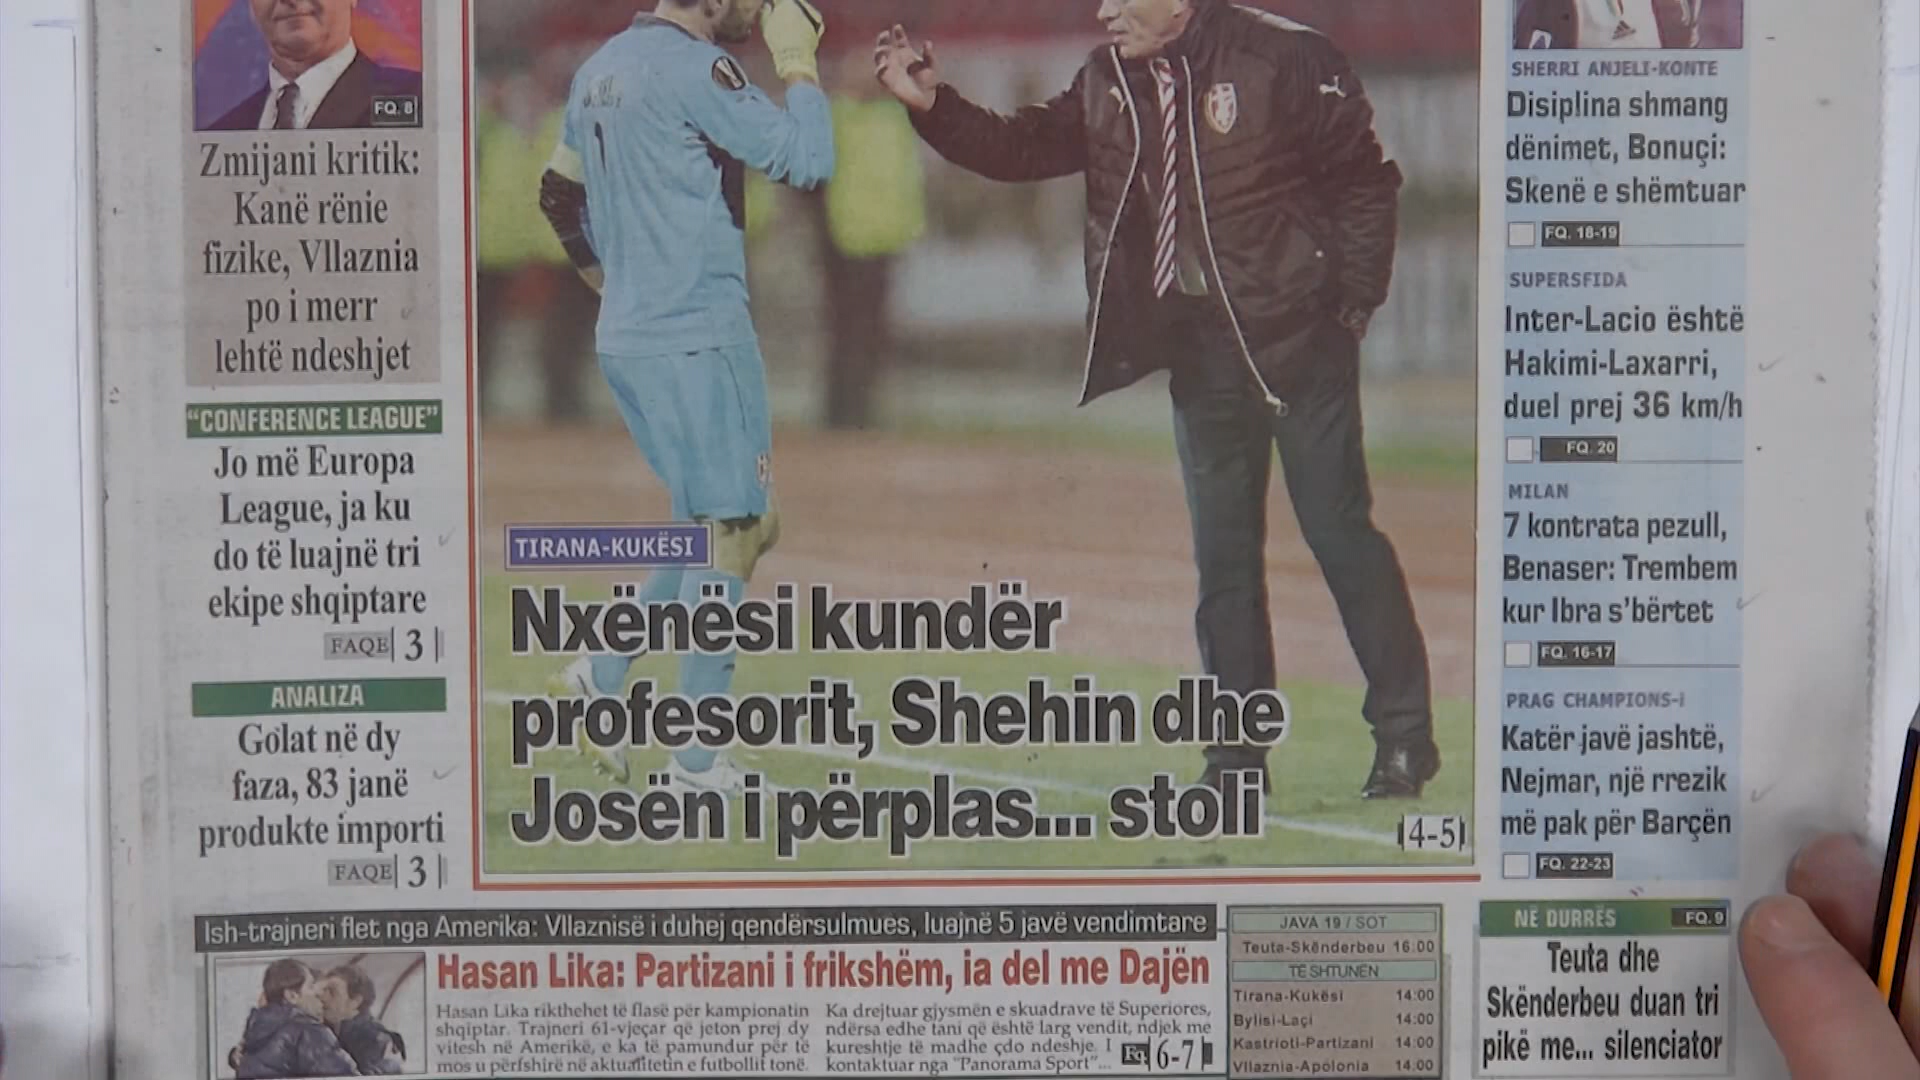 FQ. 8
Zmijani kritik:
Kanë rënie
fizike, Vllaznia
po i merr
lehtë ndeshjet
"CONFERENCE LEAGUE"
Jo më Europa
League, ja ku
do të luajnë tri
ekipe shqiptare
FAQE 3
ANALIZA
Golat në dy
faza, 83 janë
produkte importi
FAQE 3
1
TIRANA-KUKËSI
Nxënësi kundër
profesorit, Shehin dhe
Josën i përplas... stoli
4-5
SHERRI ANJELI-KONTE
Disiplina shmang
dënimet, Bonuçi:
Skenë e shëmtuar
FQ. 18-19
SUPERSFIDA
Inter-Lacio është
Hakimi-Laxarri,
duel prej 36 km/h
FQ. 20
MILAN
7 kontrata pezull,
Benaser: Trembem
kur Ibra s'bërtet
FQ. 16-17
PRAG CHAMPIONS-i
Katër javë jashtë,
Nejmar, një rrezik
më pak për Barçën
FQ. 22-23
Ish-trajneri flet nga Amerika: Vllaznisë i duhej qendërsulmues, luajnë 5 javë vendimtare
Hasan Lika: Partizani i frikshëm, ia del me Dajën
Hasan Lika rikthehet të flasë për kampionatin
shqiptar. Trajneri 61-vjeçar që jeton prej dy
vitesh në Amerikë, e ka të pamundur për të
mos u përfshirë në aktualitetin e futbollit tonë.
Ka drejtuar gjysmën e skuadrave të Superiores,
ndërsa edhe tani që është larg vendit, ndjek me
kureshtje të madhe çdo ndeshje. I
kontaktuar nga "Panorama Sport"...
Fq. 6-7
JAVA 19 / SOT
Teuta-Skënderbeu 16:00
TË SHTUNËN
Tirana-Kukësi 14:00
Bylisi-Laçi 14:00
Kastrioti-Partizani 14:00
Vllaznia-Apolonia 14:00
NË DURRËS FQ. 9
Teuta dhe
Skënderbeu duan tri
pikë me... silenciator